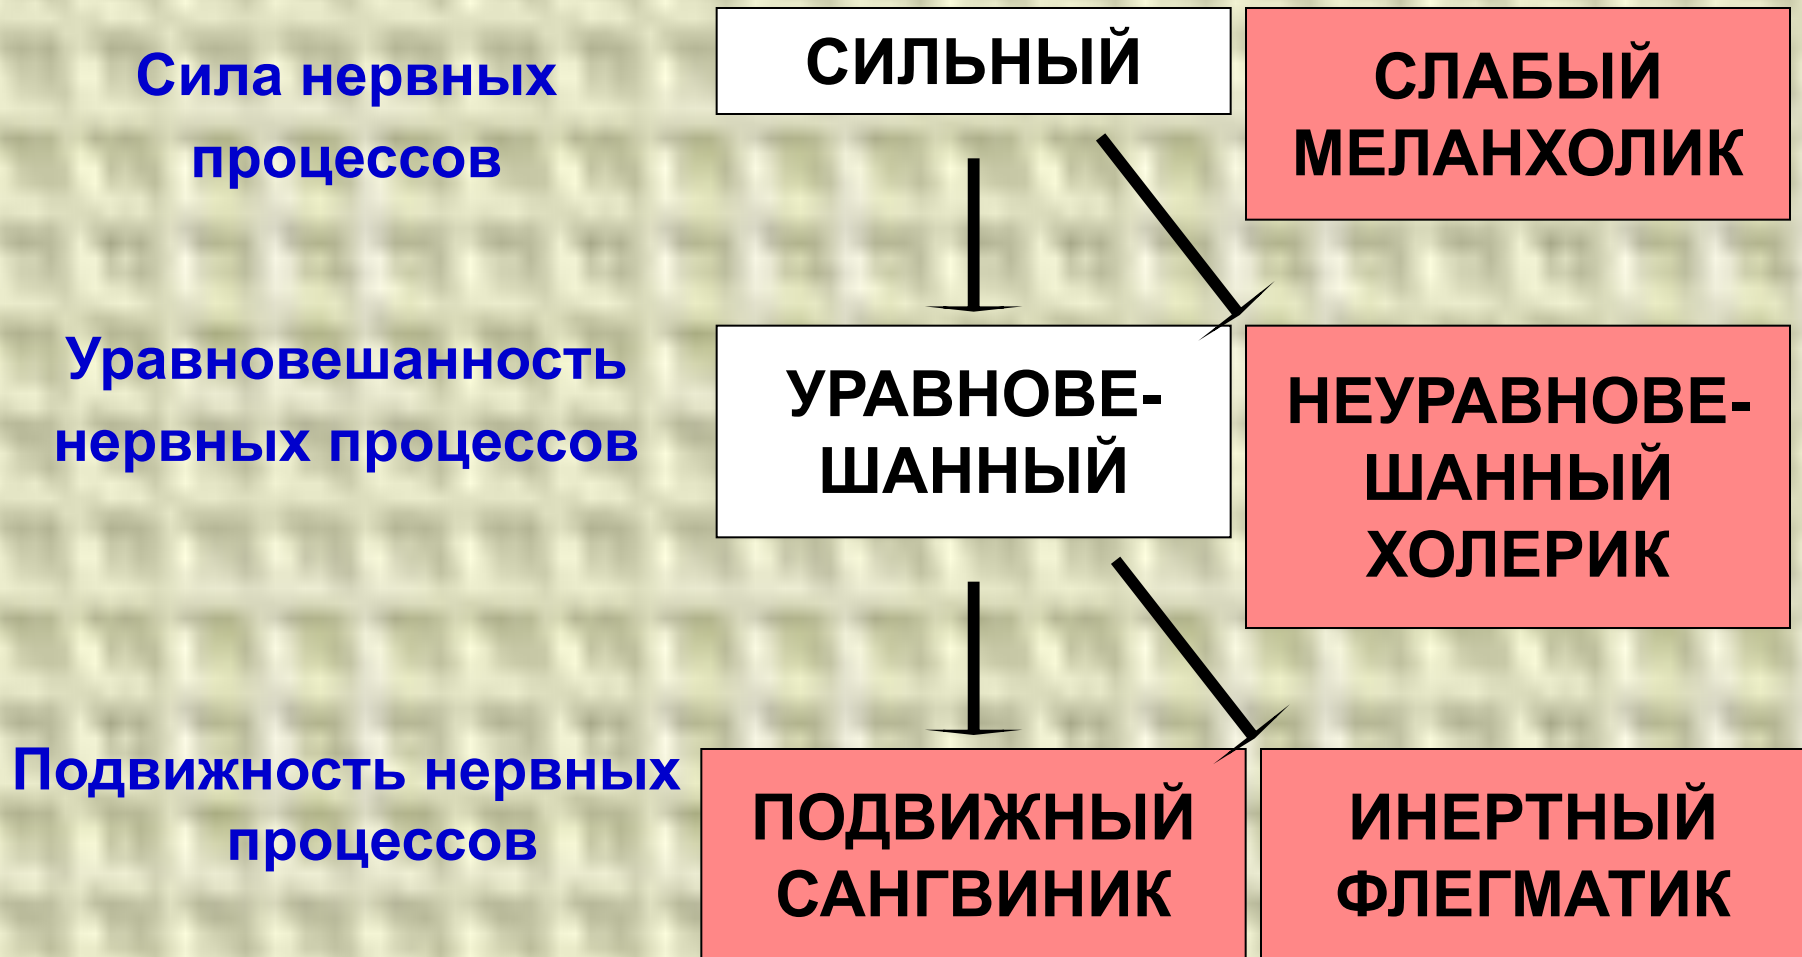 Сила нервных
процессов
СИЛЬНЫЙ
СЛАБЫЙ
МЕЛАНХОЛИК
Уравновешанность
нервных процессов
УРАВНОВЕ-
ШАННЫЙ
НЕУРАВНОВЕ-
ШАННЫЙ
ХОЛЕРИК
Подвижность нервных
процессов
ПОДВИЖНЫЙ
САНГВИНИК
ИНЕРТНЫЙ
ФЛЕГМАТИК